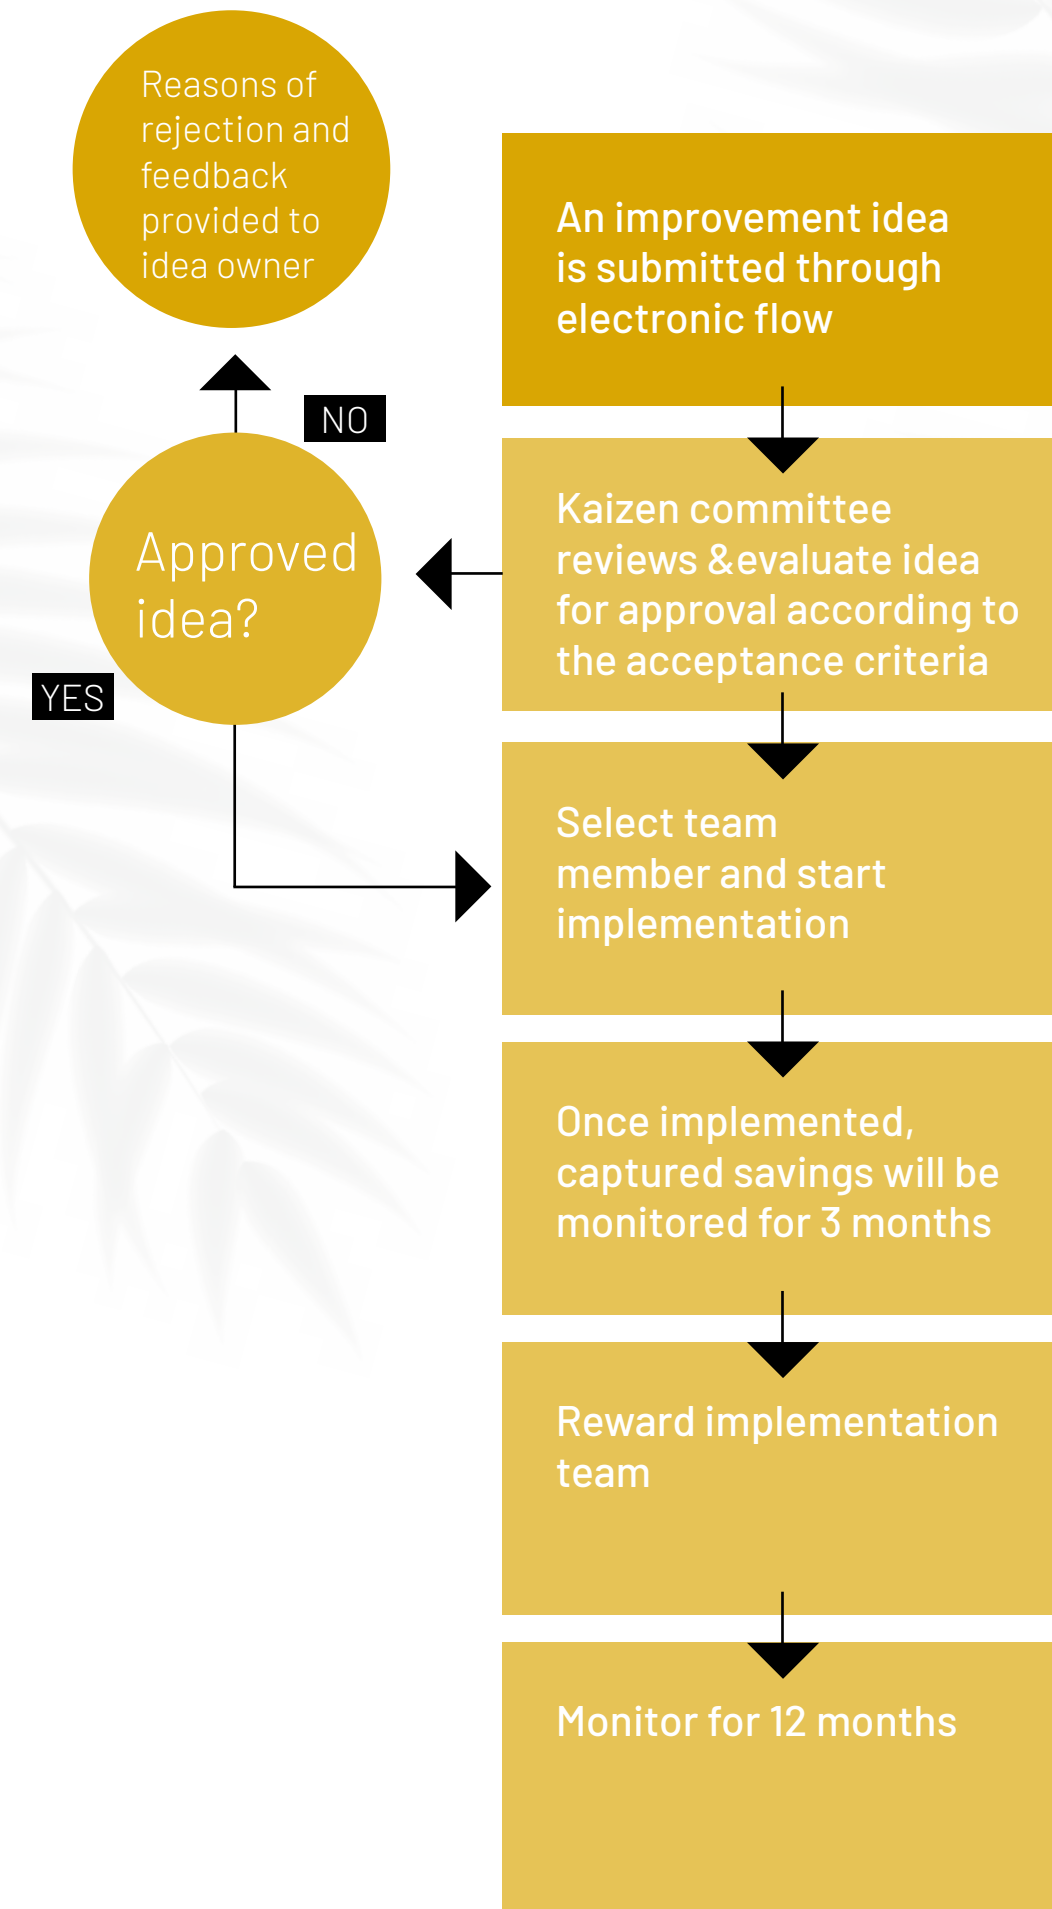 Reasons of
rejection and
feedback
provided to
idea owner
An improvement idea
is submitted through
electronic flow
NO
Kaizen committee
reviews &evaluate idea
for approval according to
the acceptance criteria
Approved
idea?
YES
Select team
member and start
implementation
Once implemented,
captured savings will be
monitored for 3 months
Reward implementation
team
Monitor for 12 months